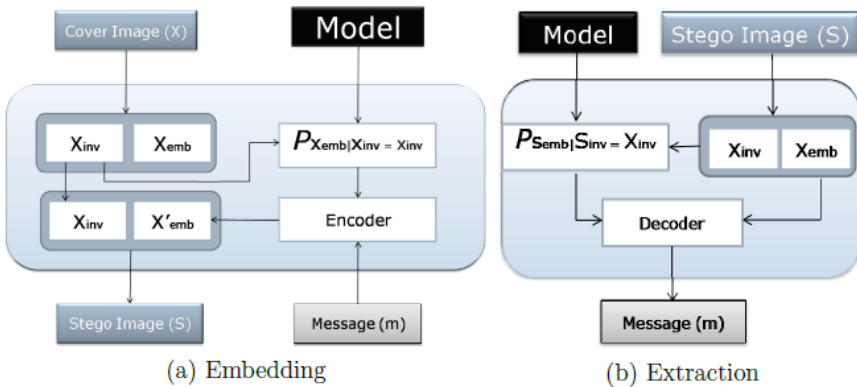 Cover Image (X)
Model
Xinv
Xemb
PXemb|Xinv = Xinv
Xinv
X'emb
Encoder
Stego Image (S)
Message (m)
(a) Embedding
Model
Stego Image (S)
PSemb|Sinv = Xinv
Xinv
Xemb
Decoder
Message (m)
(b) Extraction